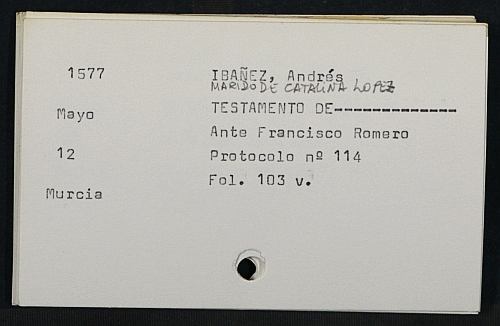 1577 IBAÑEZ, Andrés
MARIDO DE CATALINA LOPEZ
Mayo TESTAMENTO DE-------------
Ante Francisco Romero
12 Protocolo nº 114
Fol. 103 v.
Murcia